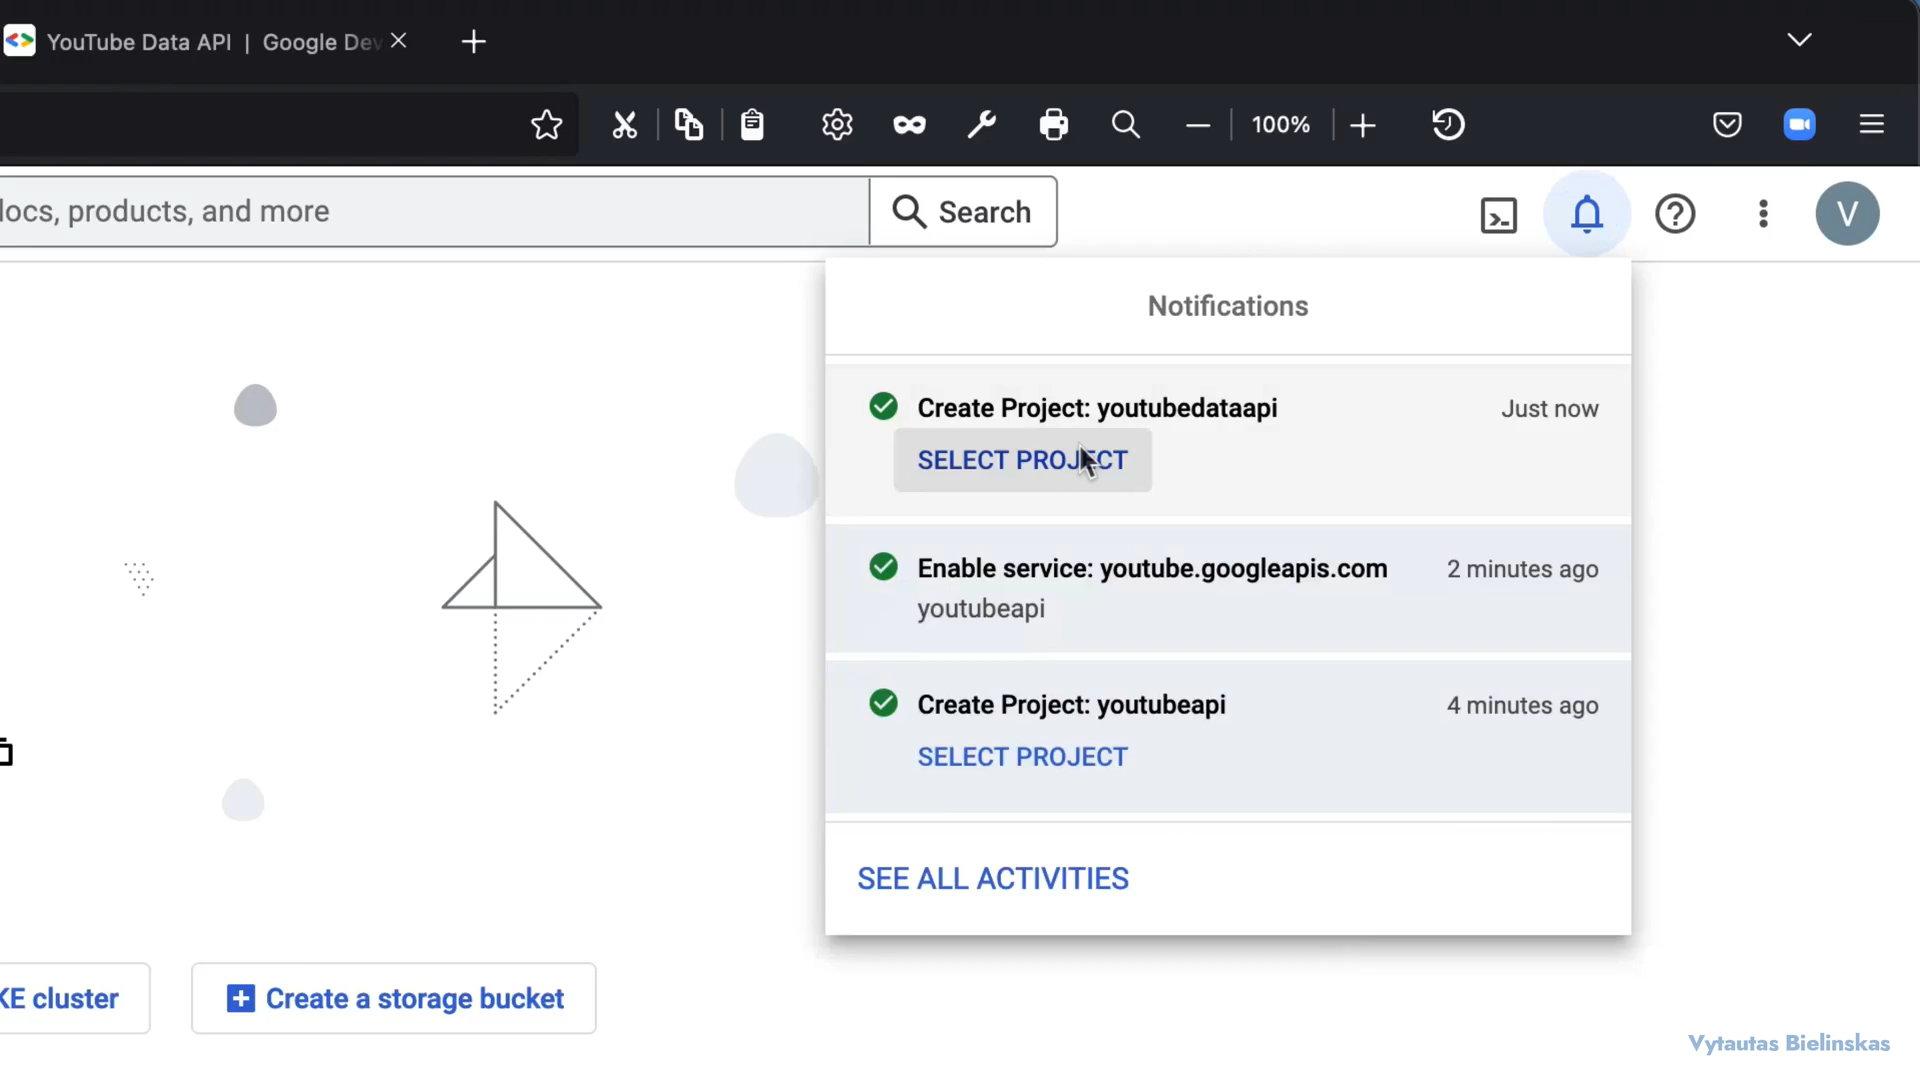 YouTube Data API | Google Dev
100%
docs, products, and more
Search
V
Notifications
Create Project: youtubedataapi
Just now
SELECT PROJECT
Enable service: youtube.googleapis.com
2 minutes ago
youtubeapi
Create Project: youtubeapi
4 minutes ago
SELECT PROJECT
SEE ALL ACTIVITIES
KE cluster
Create a storage bucket
Vytautas Bielinskas